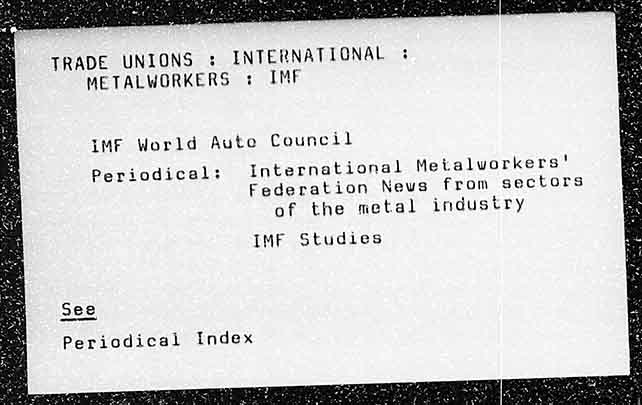 TRADE UNIONS : INTERNATIONAL :
METALWORKERS : IMF
IMF World Auto Council
Periodical: International Metalworkers'
Federation News from sectors
of the metal industry
IMF Studies
See
Periodical Index